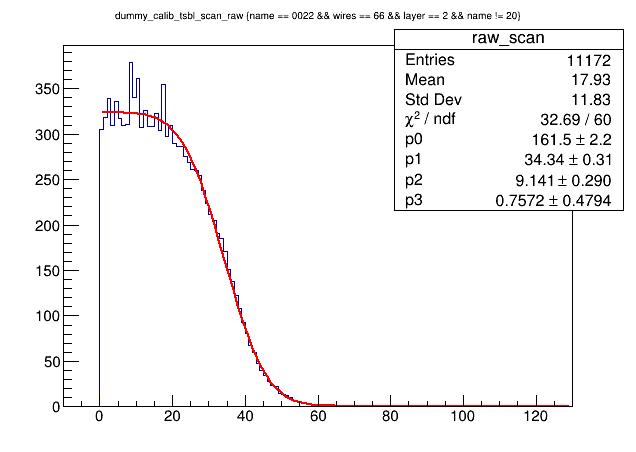 dummy_calib_tsbl_scan_raw {name == 0022 && wires == 66 && layer == 2 && name != 20}
raw_scan
Entries 11172
Mean 17.93
Std Dev 11.83
χ² / ndf 32.69 / 60
p0 161.5 ± 2.2
p1 34.34 ± 0.31
p2 9.141 ± 0.290
p3 0.7572 ± 0.4794
350
300
250
200
150
100
50
0
0 20 40 60 80 100 120